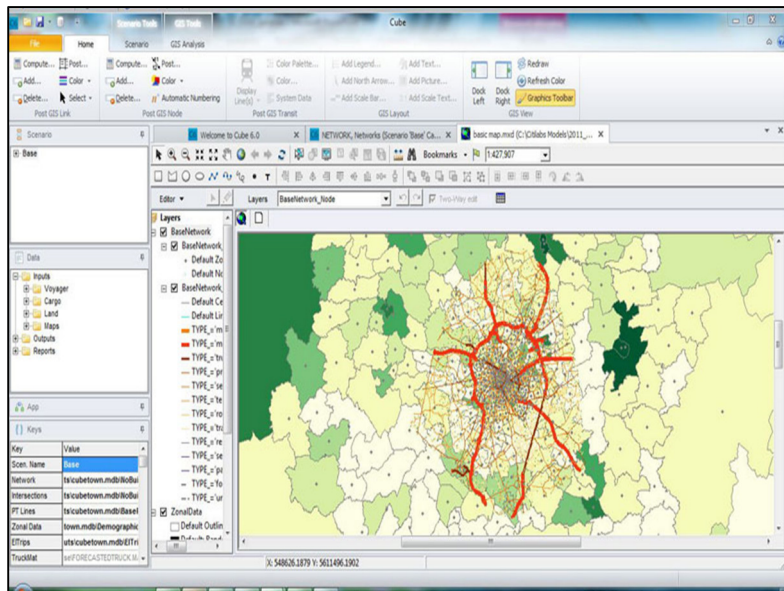 Scenario Tools GIS Tools Cube
File Home Scenario GIS Analysis
Compute... Post... Compute... Post... Color Palette... Add Legend... Add Text... Redraw
Add... Color Add... Color Display Line(s) Color... Add North Arrow... Add Picture... Dock Left Dock Right Refresh Color
Delete... Select Delete... Automatic Numbering System Data Add Scale Bar... Add Scale Text... Graphics Toolbar
Post GIS Link Post GIS Node Post GIS Transit GIS Layout GIS View
Scenario
Base
Welcome to Cube 6.0 X NETWORK, Networks (Scenario 'Base' Ca... X basic map.mxd (C:\Citilabs Models\2011_... X
Bookmarks 1:427,907
Editor Layers BaseNetwork_Node Two-Way edit
Layers
BaseNetwork
BaseNetwork_
Default Zo
Default No
BaseNetwork_
Default Ce
Default Lin
TYPE_='m
TYPE_='m
TYPE_='tru
TYPE_='pr
TYPE_='se
TYPE_='te
TYPE_='ro
TYPE_='tra
TYPE_='re
TYPE_='se
TYPE_='pa
TYPE_='fo
TYPE_='ur
ZonalData
Default Outlin
Data
Inputs
Voyager
Cargo
Land
Maps
Outputs
Reports
App
Keys
Key Value
Scen. Name Base
Network ts\cubetown.mdb\NoBui
Intersections ts\cubetown.mdb\NoBui
PT Lines ts\cubetown.mdb\BaseP
Zonal Data town.mdb\Demographic
EITrips uts\cubetown.mdb\EITri
TruckMat
X: 548626.1879 Y: 5611496.1902